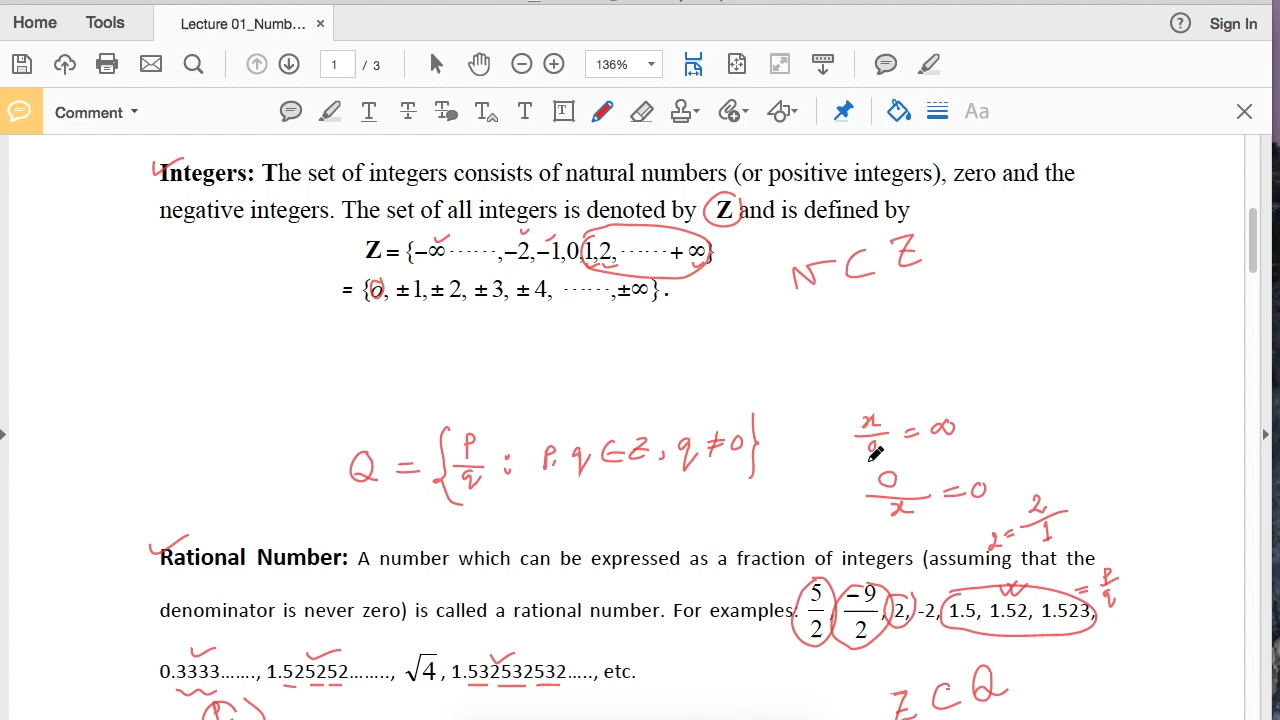 Home Tools Lecture 01_Numb... × Sign In
1 / 3 136%
Comment Aa
Integers: The set of integers consists of natural numbers (or positive integers), zero and the
negative integers. The set of all integers is denoted by Z and is defined by
Z = {−∞ ⋯⋯, −2, −1, 0, 1, 2, ⋯⋯ + ∞}
N ⊂ Z
= {0, ±1, ± 2, ± 3, ± 4, ⋯⋯, ±∞}.
x/0 = ∞
Q = { p/q : p, q ∈ Z, q ≠ 0 }
0/x = 0
2 = 2/1
Rational Number: A number which can be expressed as a fraction of integers (assuming that the
denominator is never zero) is called a rational number. For examples: 5/2, −9/2, 2, -2, 1.5, 1.52, 1.523, = p/q
0.3333......., 1.525252........, √4, 1.532532532....., etc.
Z ⊂ Q